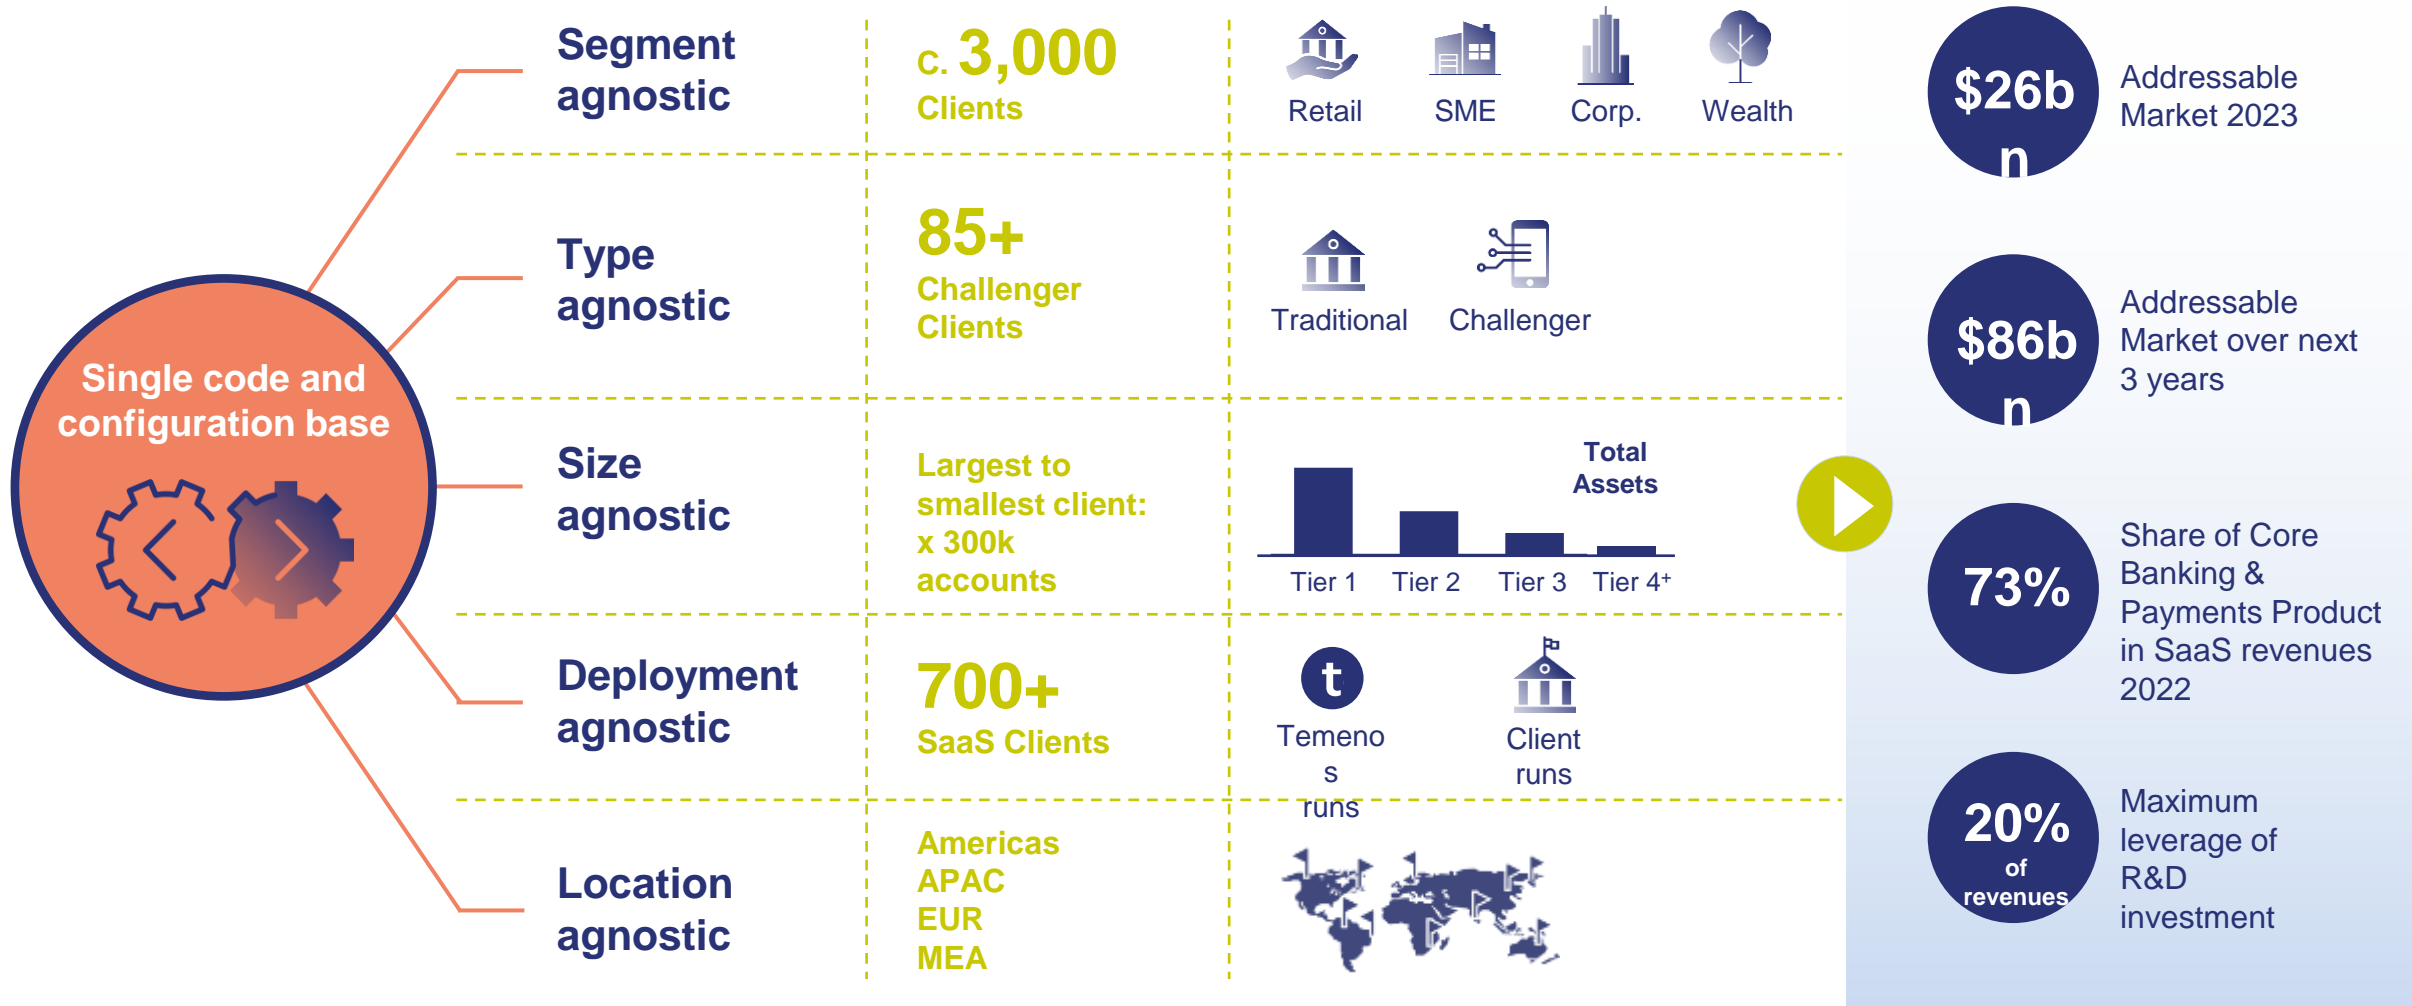 Single code and
configuration base
Segment
agnostic
c. 3,000
Clients
Retail
SME
Corp.
Wealth
Type
agnostic
85+
Challenger
Clients
Traditional
Challenger
Size
agnostic
Largest to
smallest client:
x 300k
accounts
Total
Assets
Tier 1
Tier 2
Tier 3
Tier 4+
Deployment
agnostic
700+
SaaS Clients
t
Temeno
s
runs
Client
runs
Location
agnostic
Americas
APAC
EUR
MEA
$26b
n
Addressable
Market 2023
$86b
n
Addressable
Market over next
3 years
73%
Share of Core
Banking &
Payments Product
in SaaS revenues
2022
20%
of
revenues
Maximum
leverage of
R&D
investment